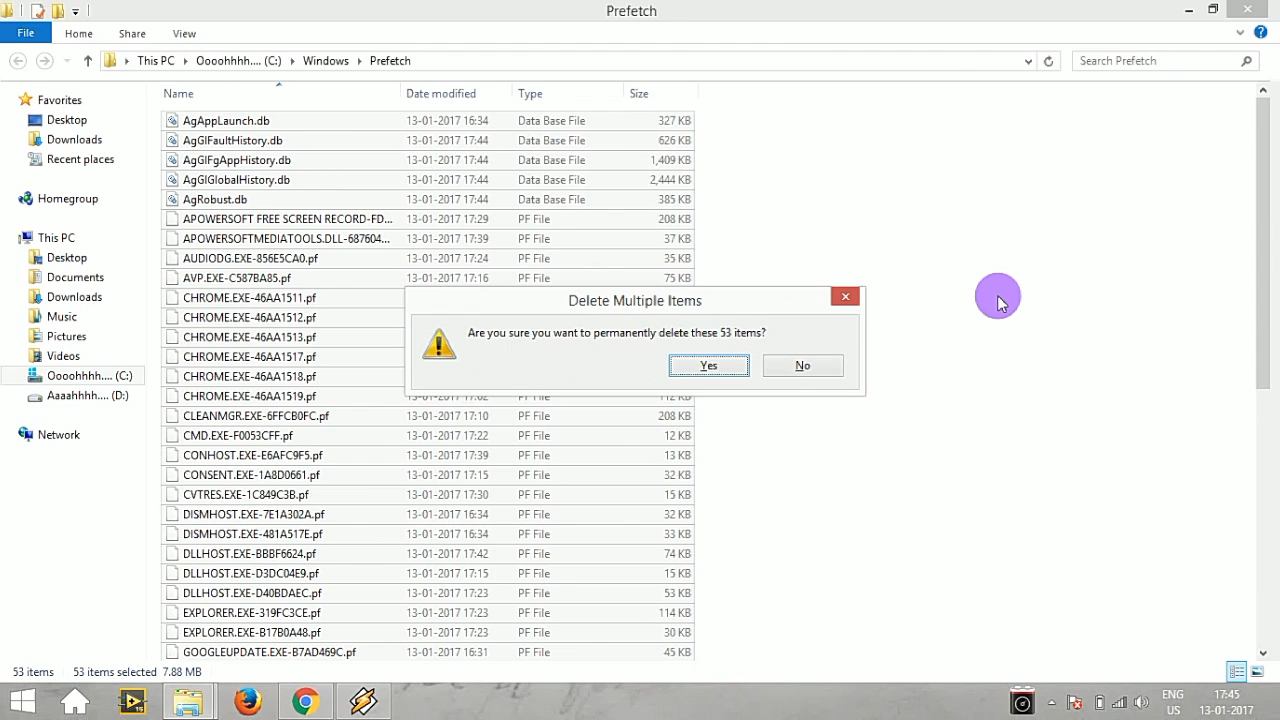 Prefetch
File Home Share View
This PC Ooohhhh.... (C:) Windows Prefetch Search Prefetch
Name Date modified Type Size
Favorites
Desktop
Downloads
Recent places
Homegroup
This PC
Desktop
Documents
Downloads
Music
Pictures
Videos
Ooohhhh.... (C:)
Aaaahhhh.... (D:)
Network
AgAppLaunch.db 13-01-2017 16:34 Data Base File 327 KB
AgGlFaultHistory.db 13-01-2017 17:44 Data Base File 626 KB
AgGlFgAppHistory.db 13-01-2017 17:44 Data Base File 1,409 KB
AgGlGlobalHistory.db 13-01-2017 17:44 Data Base File 2,444 KB
AgRobust.db 13-01-2017 17:44 Data Base File 385 KB
APOWERSOFT FREE SCREEN RECORD-FD... 13-01-2017 17:29 PF File 208 KB
APOWERSOFTMEDIATOOLS.DLL-687604... 13-01-2017 17:39 PF File 37 KB
AUDIODG.EXE-856E5CA0.pf 13-01-2017 17:24 PF File 35 KB
AVP.EXE-C587BA85.pf 13-01-2017 17:16 PF File 75 KB
CHROME.EXE-46AA1511.pf
CHROME.EXE-46AA1512.pf
CHROME.EXE-46AA1513.pf
CHROME.EXE-46AA1517.pf
CHROME.EXE-46AA1518.pf
CHROME.EXE-46AA1519.pf
CLEANMGR.EXE-6FFCB0FC.pf 13-01-2017 17:10 PF File 208 KB
CMD.EXE-F0053CFF.pf 13-01-2017 17:22 PF File 12 KB
CONHOST.EXE-E6AFC9F5.pf 13-01-2017 17:39 PF File 13 KB
CONSENT.EXE-1A8D0661.pf 13-01-2017 17:15 PF File 32 KB
CVTRES.EXE-1C849C3B.pf 13-01-2017 17:30 PF File 15 KB
DISMHOST.EXE-7E1A302A.pf 13-01-2017 16:34 PF File 32 KB
DISMHOST.EXE-481A517E.pf 13-01-2017 16:34 PF File 33 KB
DLLHOST.EXE-BBBF6624.pf 13-01-2017 17:42 PF File 74 KB
DLLHOST.EXE-D3DC04E9.pf 13-01-2017 17:15 PF File 15 KB
DLLHOST.EXE-D40BDAEC.pf 13-01-2017 17:23 PF File 53 KB
EXPLORER.EXE-319FC3CE.pf 13-01-2017 17:23 PF File 114 KB
EXPLORER.EXE-B17B0A48.pf 13-01-2017 17:23 PF File 30 KB
GOOGLEUPDATE.EXE-B7AD469C.pf 13-01-2017 16:31 PF File 45 KB
Delete Multiple Items
Are you sure you want to permanently delete these 53 items?
Yes No
53 items 53 items selected 7.88 MB
ENG 17:45
US 13-01-2017